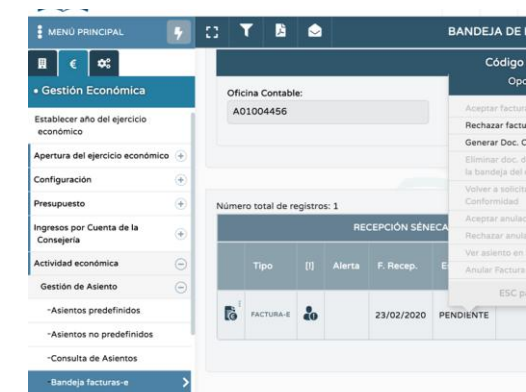 MENÚ PRINCIPAL
BANDEJA DE
Código
€
• Gestión Económica
Oficina Contable:
A01004456
Establecer año del ejercicio
económico
Apertura del ejercicio económico
Configuración
Presupuesto
Ingresos por Cuenta de la
Consejería
Actividad económica
Gestión de Asiento
-Asientos predefinidos
-Asientos no predefinidos
-Consulta de Asientos
-Bandeja facturas-e
Número total de registros: 1
RECEPCIÓN SÉNECA
Tipo
[!]
Alerta
F. Recep.
FACTURA-E
23/02/2020
PENDIENTE
Aceptar factura
Rechazar factu
Generar Doc. C
Eliminar doc. d
la bandeja del
Volver a solicit
Conformidad
Aceptar anulac
Rechazar anula
Ver asiento en
Anular Factura
ESC pa